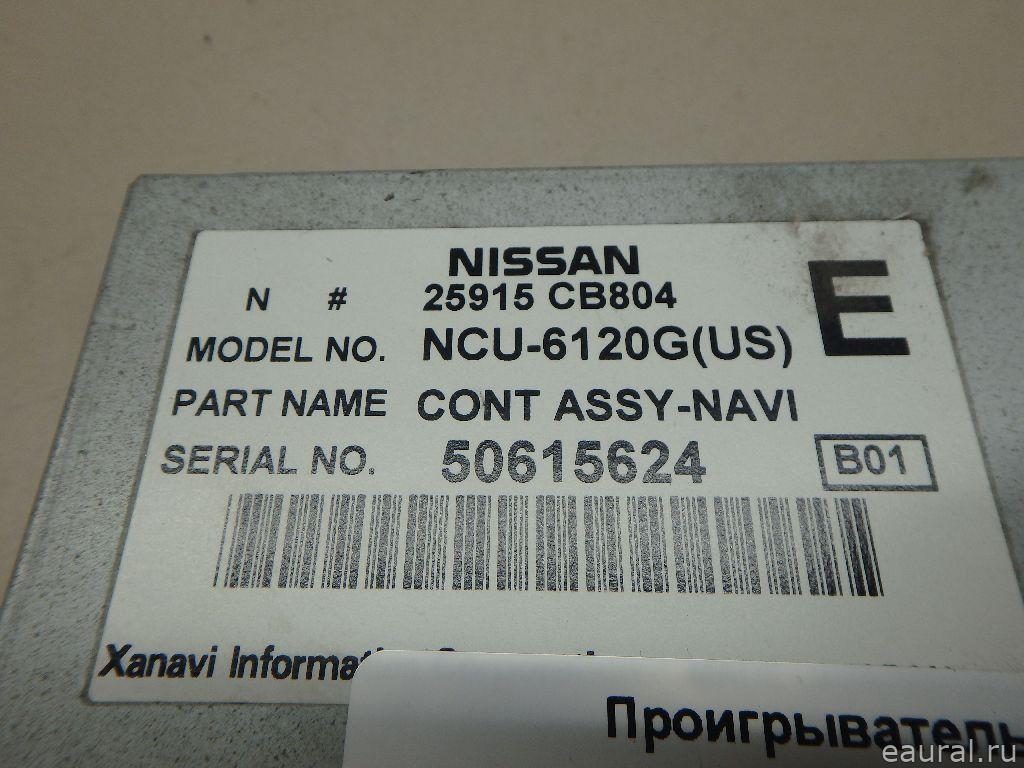 NISSAN
N # 25915 CB804
E
MODEL NO. NCU-6120G(US)
PART NAME CONT ASSY-NAVI
SERIAL NO. 50615624
B01
Xanavi
Проигрыватель
eaural.ru